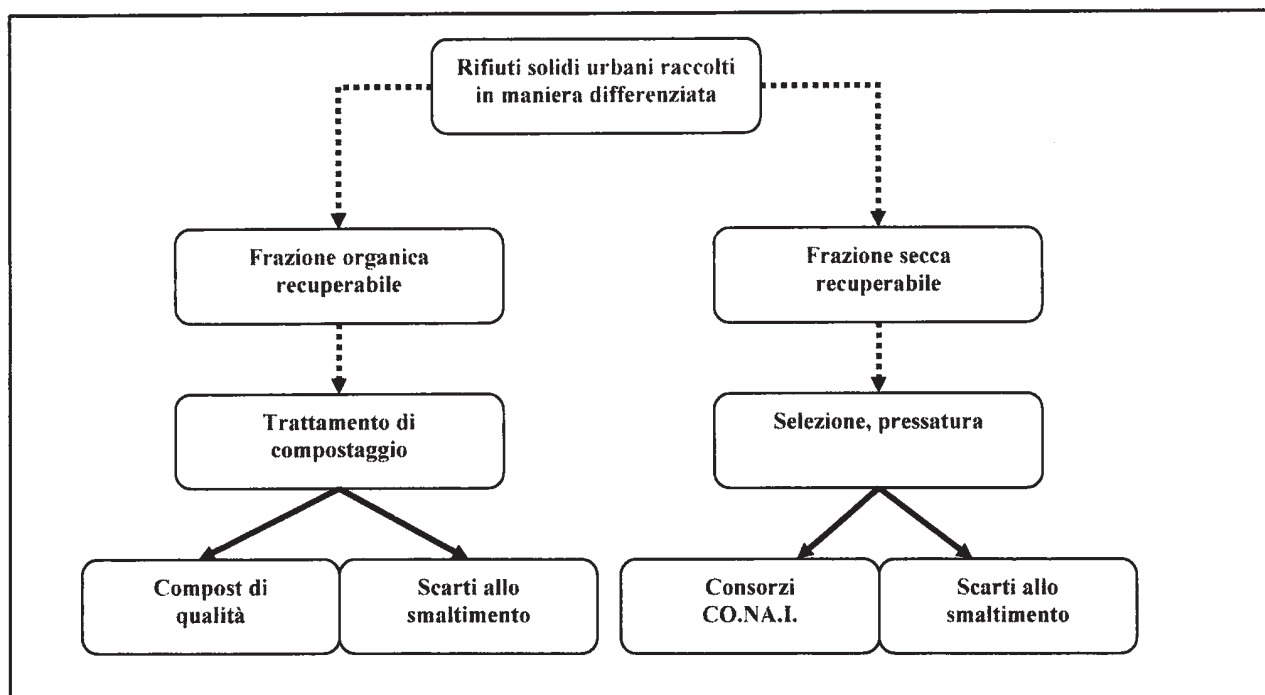 Rifiuti solidi urbani raccolti
in maniera differenziata
Frazione organica
recuperabile
Frazione secca
recuperabile
Trattamento di
compostaggio
Selezione, pressatura
Compost di
qualità
Scarti allo
smaltimento
Consorzi
CO.NA.I.
Scarti allo
smaltimento